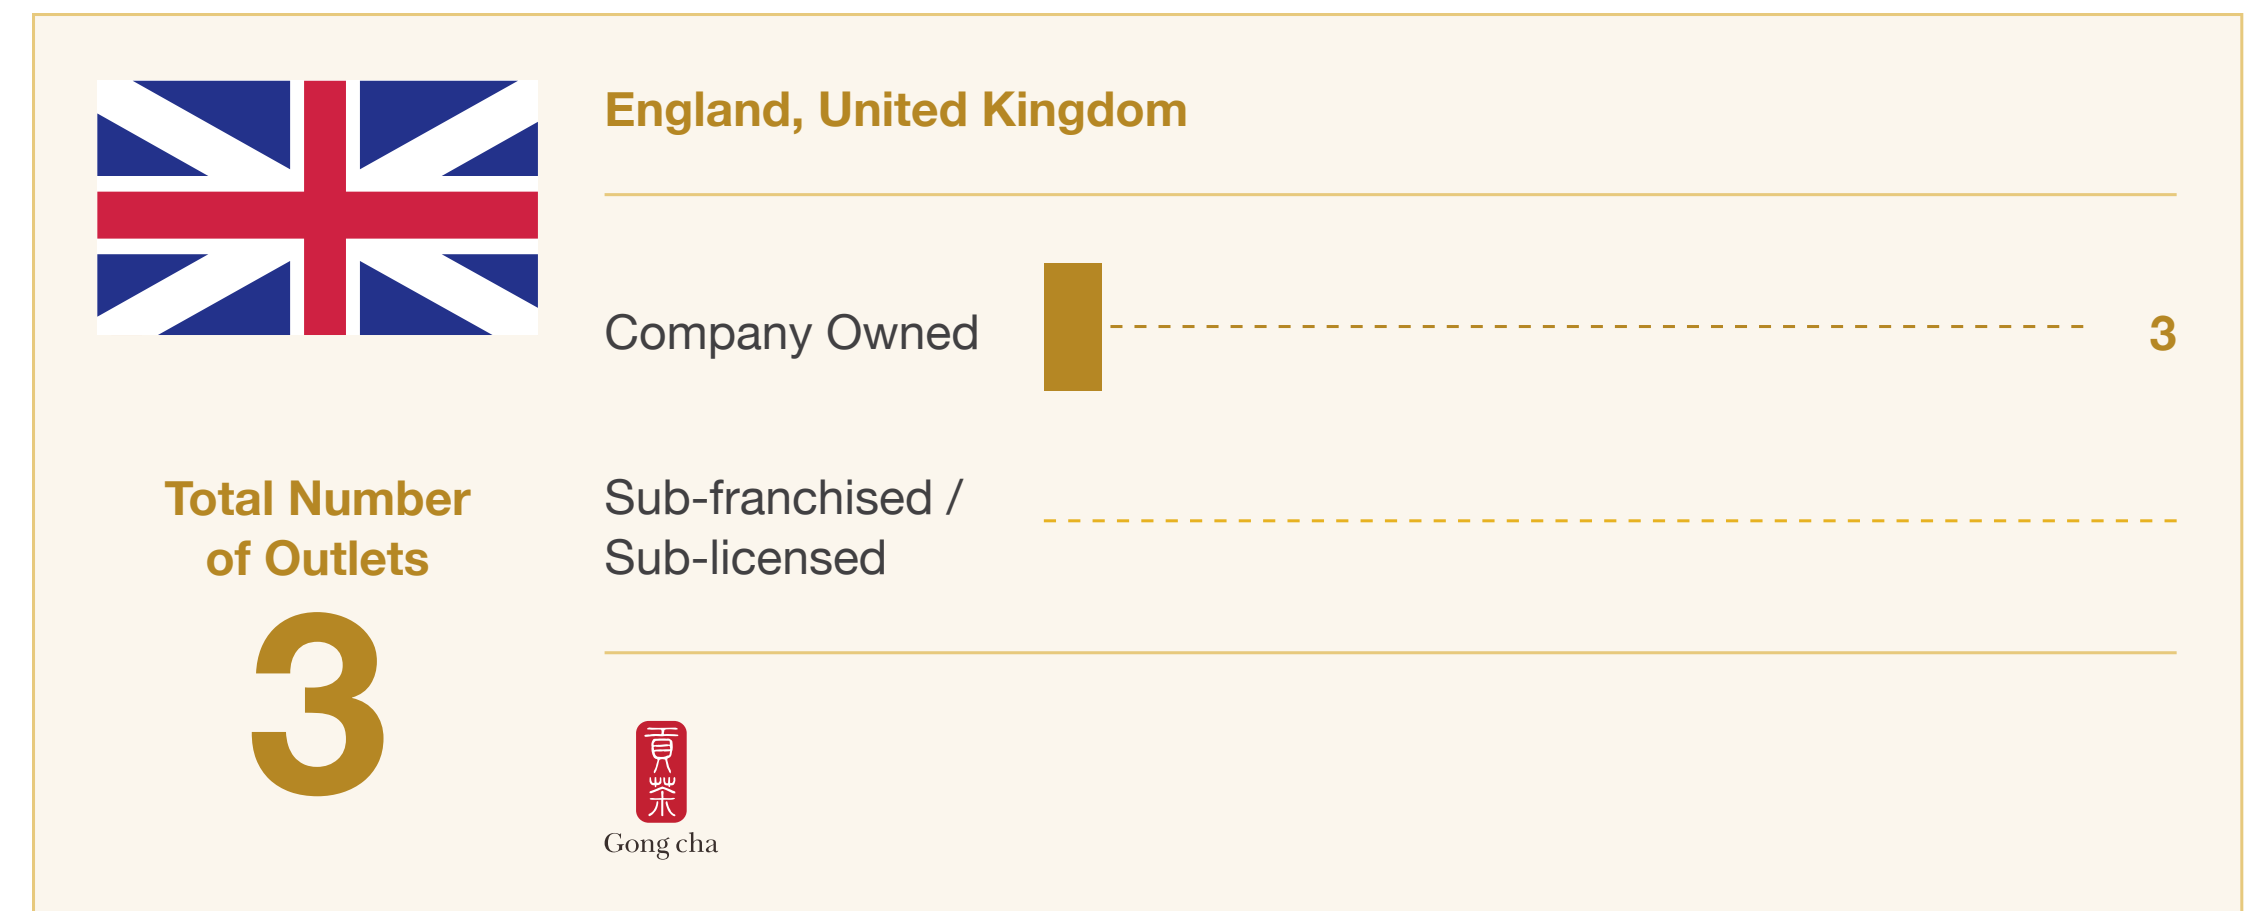 England, United Kingdom
Company Owned
3
Sub-franchised /
Sub-licensed
Total Number
of Outlets
3
貢
茶
Gong cha